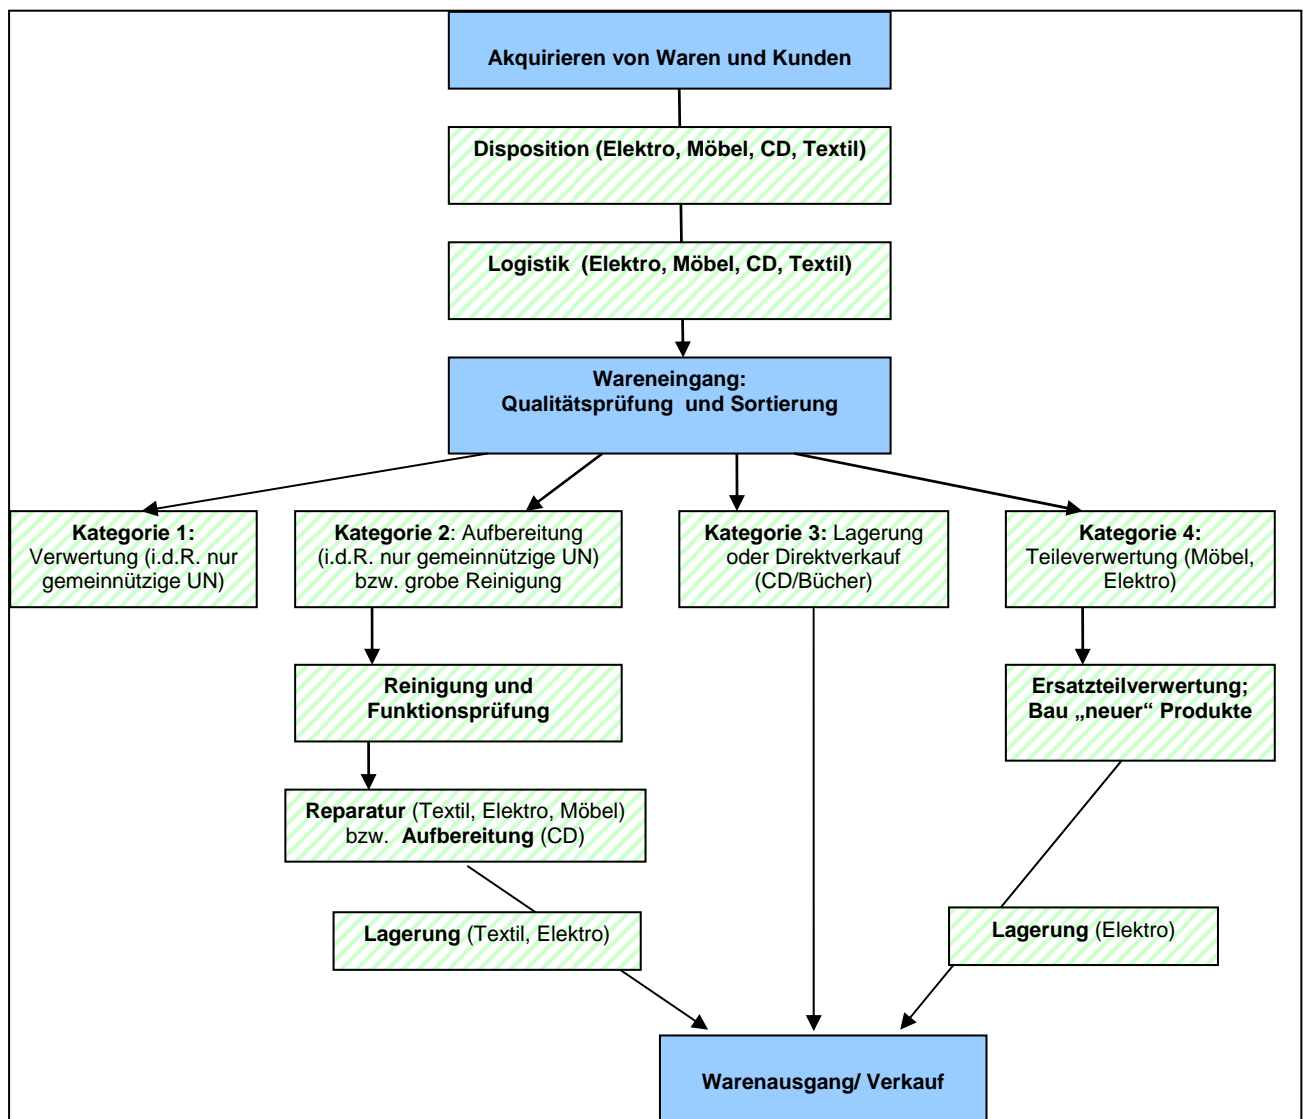 Akquirieren von Waren und Kunden
Disposition (Elektro, Möbel, CD, Textil)
Logistik  (Elektro, Möbel, CD, Textil)
Wareneingang:
Qualitätsprüfung  und Sortierung
Kategorie 1:
Verwertung (i.d.R. nur
gemeinnützige UN)
Kategorie 2: Aufbereitung
(i.d.R. nur gemeinnützige UN)
bzw. grobe Reinigung
Kategorie 3: Lagerung
oder Direktverkauf
(CD/Bücher)
Kategorie 4:
Teileverwertung (Möbel,
Elektro)
Reinigung und
Funktionsprüfung
Ersatzteilverwertung;
Bau „neuer“ Produkte
Reparatur (Textil, Elektro, Möbel)
bzw.  Aufbereitung (CD)
Lagerung (Textil, Elektro)
Lagerung (Elektro)
Warenausgang/ Verkauf